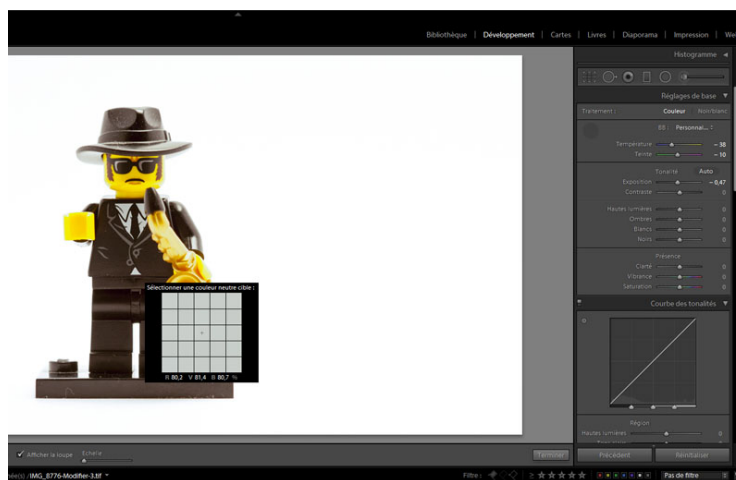 Bibliothèque | Développement | Cartes | Livres | Diaporama | Impression | We
Histogramme
Réglages de base
Traitement : Couleur Noir/blanc
BB : Personnal...
Température - 38
Teinte - 10
Tonalité Auto
Exposition - 0,47
Contraste 0
Hautes lumières 0
Ombres 0
Blancs 0
Noirs 0
Présence
Clarté 0
Vibrance 0
Saturation 0
Courbe des tonalités
Région
Hautes lumières 0
Sélectionner une couleur neutre cible :
R 80,2 V 81,4 B 80,7 %
Afficher la loupe Echelle
Terminer
Précédent Réinitialiser
IMG_8776-Modifier-3.tif
Filtre : Pas de filtre